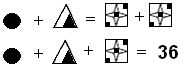 + = +
+ + = 36